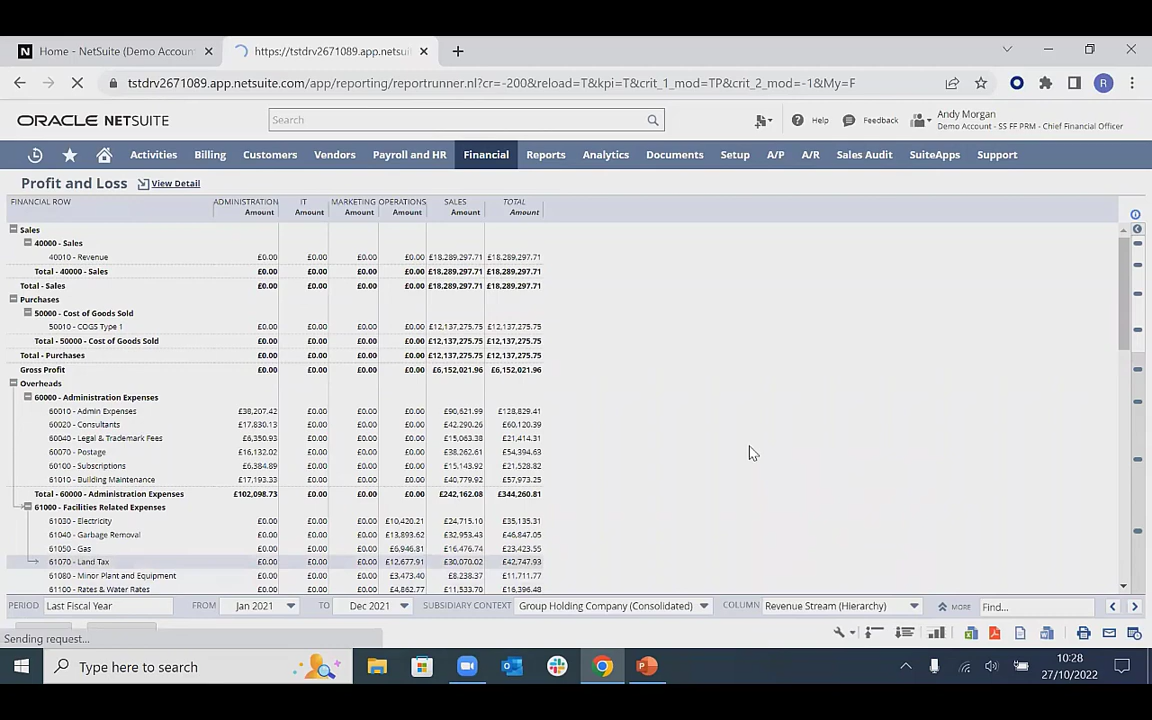 Home - NetSuite (Demo Accoun
https://tstdrv2671089.app.netsui
tstdrv2671089.app.netsuite.com/app/reporting/reportrunner.nl?cr=-200&reload=T&kpi=T&crit_1_mod=TP&crit_2_mod=-1&My=F
R
ORACLE NETSUITE
Search
Help
Feedback
Andy Morgan
Demo Account - SS FF PRM - Chief Financial Officer
Activities Billing Customers Vendors Payroll and HR Financial Reports Analytics Documents Setup A/P A/R Sales Audit SuiteApps Support
Profit and Loss View Detail
FINANCIAL ROW ADMINISTRATION IT MARKETING OPERATIONS SALES TOTAL
Amount Amount Amount Amount Amount Amount
Sales
40000 - Sales
40010 - Revenue £0.00 £0.00 £0.00 £0.00 £18,289,297.71 £18,289,297.71
Total - 40000 - Sales £0.00 £0.00 £0.00 £0.00 £18,289,297.71 £18,289,297.71
Total - Sales £0.00 £0.00 £0.00 £0.00 £18,289,297.71 £18,289,297.71
Purchases
50000 - Cost of Goods Sold
50010 - COGS Type 1 £0.00 £0.00 £0.00 £0.00 £12,137,275.75 £12,137,275.75
Total - 50000 - Cost of Goods Sold £0.00 £0.00 £0.00 £0.00 £12,137,275.75 £12,137,275.75
Total - Purchases £0.00 £0.00 £0.00 £0.00 £12,137,275.75 £12,137,275.75
Gross Profit £0.00 £0.00 £0.00 £0.00 £6,152,021.96 £6,152,021.96
Overheads
60000 - Administration Expenses
60010 - Admin Expenses £38,207.42 £0.00 £0.00 £0.00 £90,621.99 £128,829.41
60020 - Consultants £17,830.13 £0.00 £0.00 £0.00 £42,290.26 £60,120.39
60040 - Legal & Trademark Fees £6,350.93 £0.00 £0.00 £0.00 £15,063.38 £21,414.31
60070 - Postage £16,132.02 £0.00 £0.00 £0.00 £38,262.61 £54,394.63
60100 - Subscriptions £6,384.89 £0.00 £0.00 £0.00 £15,143.92 £21,528.82
61010 - Building Maintenance £17,193.33 £0.00 £0.00 £0.00 £40,779.92 £57,973.25
Total - 60000 - Administration Expenses £102,098.73 £0.00 £0.00 £0.00 £242,162.08 £344,260.81
61000 - Facilities Related Expenses
61030 - Electricity £0.00 £0.00 £0.00 £10,420.21 £24,715.10 £35,135.31
61040 - Garbage Removal £0.00 £0.00 £0.00 £13,893.62 £32,953.43 £46,847.05
61050 - Gas £0.00 £0.00 £0.00 £6,946.81 £16,476.74 £23,423.55
61070 - Land Tax £0.00 £0.00 £0.00 £12,677.91 £30,070.02 £42,747.93
61080 - Minor Plant and Equipment £0.00 £0.00 £0.00 £3,473.40 £8,238.37 £11,711.77
61100 - Rates & Water Rates £0.00 £0.00 £0.00 £4,862.77 £11,533.70 £16,396.48
PERIOD Last Fiscal Year FROM Jan 2021 TO Dec 2021 SUBSIDIARY CONTEXT Group Holding Company (Consolidated) COLUMN Revenue Stream (Hierarchy) MORE Find...
Sending request...
Type here to search
10:28
27/10/2022